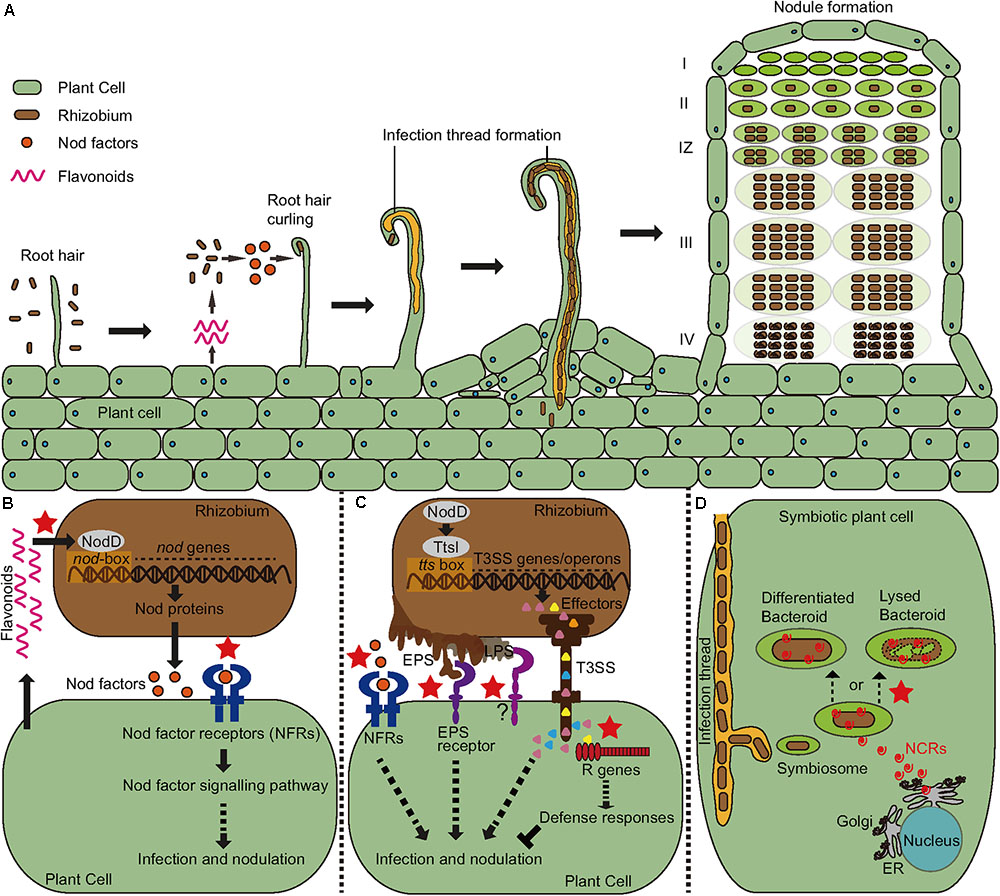 A
Nodule formation
Plant Cell
Rhizobium
Nod factors
Flavonoids
Root hair
Root hair
curling
Infection thread formation
I
II
IZ
III
IV
Plant cell
B
Rhizobium
NodD
nod genes
nod-box
Nod proteins
Flavonoids
Nod factors
Nod factor receptors (NFRs)
Nod factor signalling pathway
Infection and nodulation
Plant Cell
C
NodD
Rhizobium
TtsI
T3SS genes/operons
tts box
Effectors
EPS
LPS
T3SS
NFRs
EPS
receptor
?
R genes
Defense responses
Infection and nodulation
Plant Cell
D
Symbiotic plant cell
Infection thread
Differentiated
Bacteroid
Lysed
Bacteroid
or
Symbiosome
NCRs
Golgi
Nucleus
ER